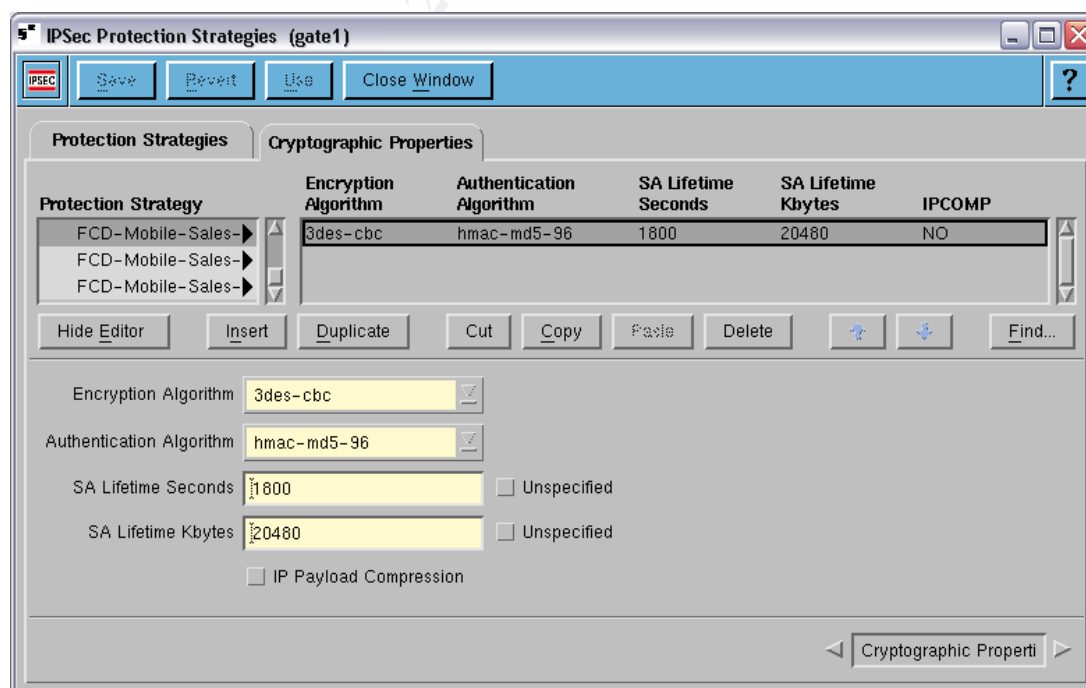 IPSec Protection Strategies (gate1)
IPSEC Save Revert Use Close Window ?
Protection Strategies Cryptographic Properties
Protection Strategy Encryption Algorithm Authentication Algorithm SA Lifetime Seconds SA Lifetime Kbytes IPCOMP
FCD-Mobile-Sales- 3des-cbc hmac-md5-96 1800 20480 NO
FCD-Mobile-Sales-
FCD-Mobile-Sales-
Hide Editor Insert Duplicate Cut Copy Paste Delete Find...
Encryption Algorithm 3des-cbc
Authentication Algorithm hmac-md5-96
SA Lifetime Seconds 1800 Unspecified
SA Lifetime Kbytes 20480 Unspecified
IP Payload Compression
Cryptographic Properti